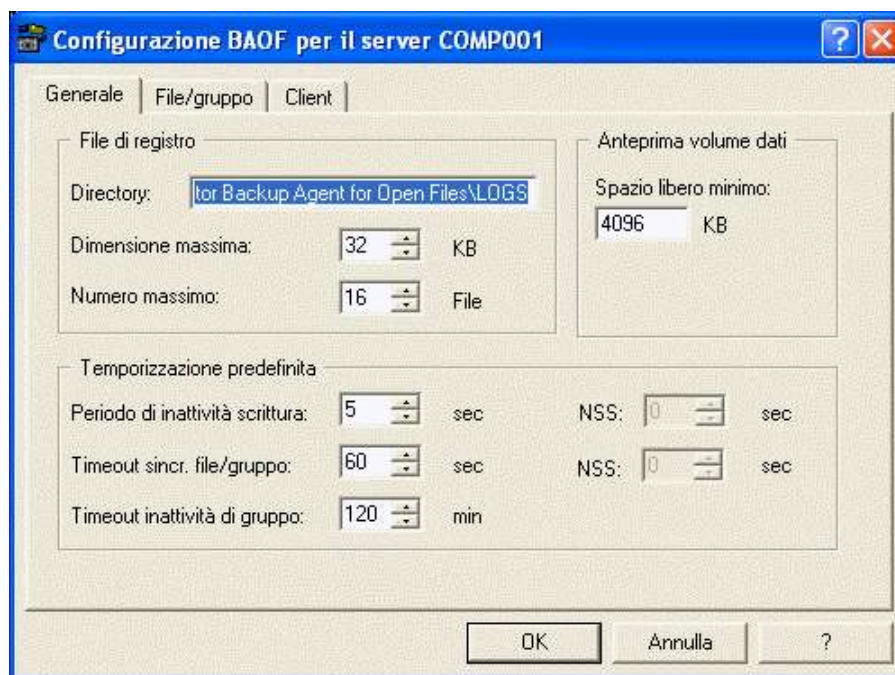 Configurazione BAOF per il server COMP001
Generale File/gruppo Client
File di registro
Directory: tor Backup Agent for Open Files\LOGS
Dimensione massima: 32 KB
Numero massimo: 16 File
Anteprima volume dati
Spazio libero minimo:
4096 KB
Temporizzazione predefinita
Periodo di inattività scrittura: 5 sec NSS: 0 sec
Timeout sincr. file/gruppo: 60 sec NSS: 0 sec
Timeout inattività di gruppo: 120 min
OK Annulla ?